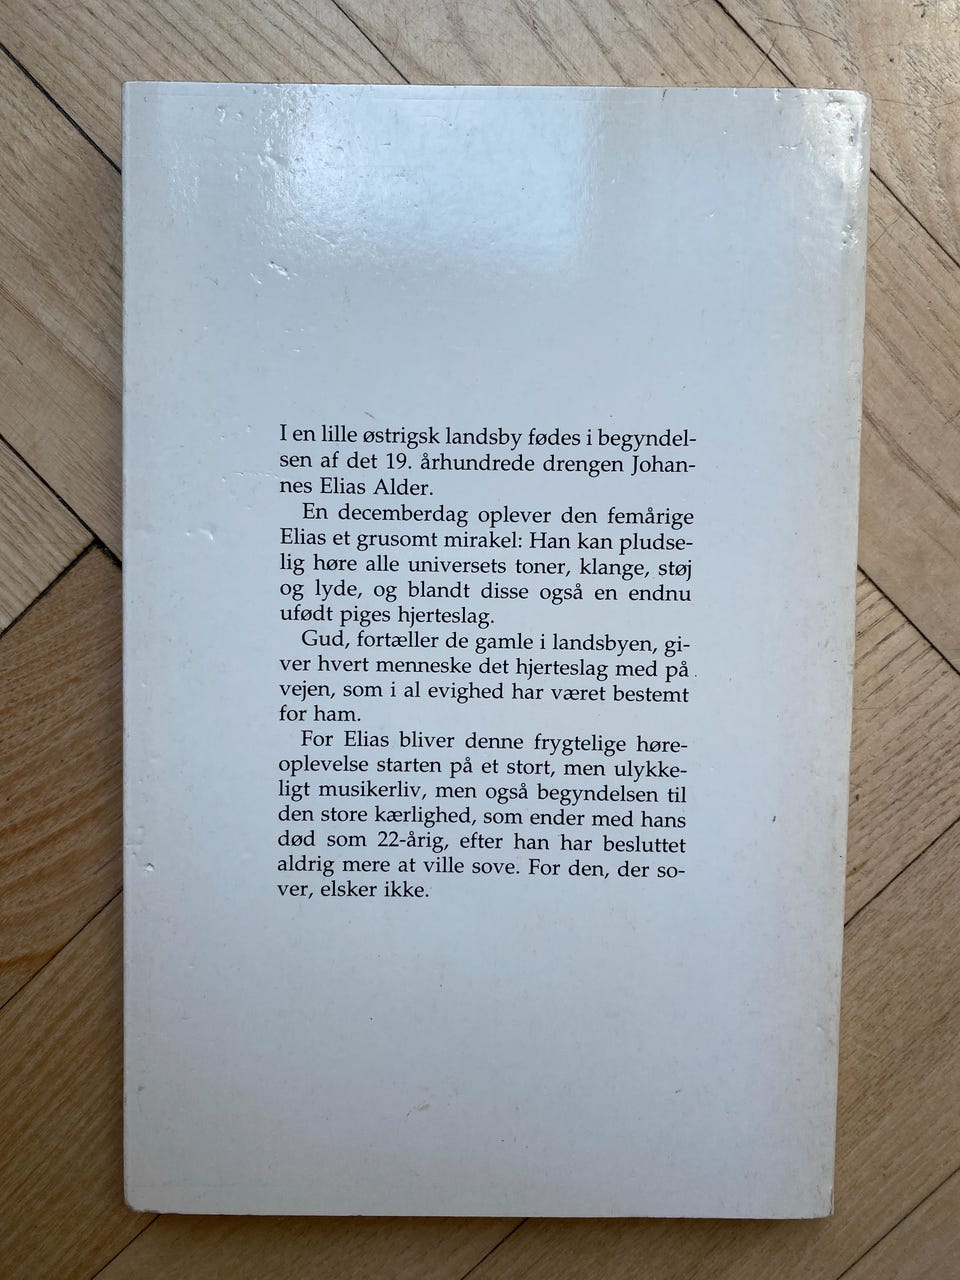 I en lille østrigsk landsby fødes i begyndel-
sen af det 19. århundrede drengen Johan-
nes Elias Alder.
En decemberdag oplever den femårige
Elias et grusomt mirakel: Han kan pludse-
lig høre alle universets toner, klange, støj
og lyde, og blandt disse også en endnu
ufødt piges hjerteslag.
Gud, fortæller de gamle i landsbyen, gi-
ver hvert menneske det hjerteslag med på
vejen, som i al evighed har været bestemt
for ham.
For Elias bliver denne frygtelige høre-
oplevelse starten på et stort, men ulykke-
ligt musikerliv, men også begyndelsen til
den store kærlighed, som ender med hans
død som 22-årig, efter han har besluttet
aldrig mere at ville sove. For den, der so-
ver, elsker ikke.